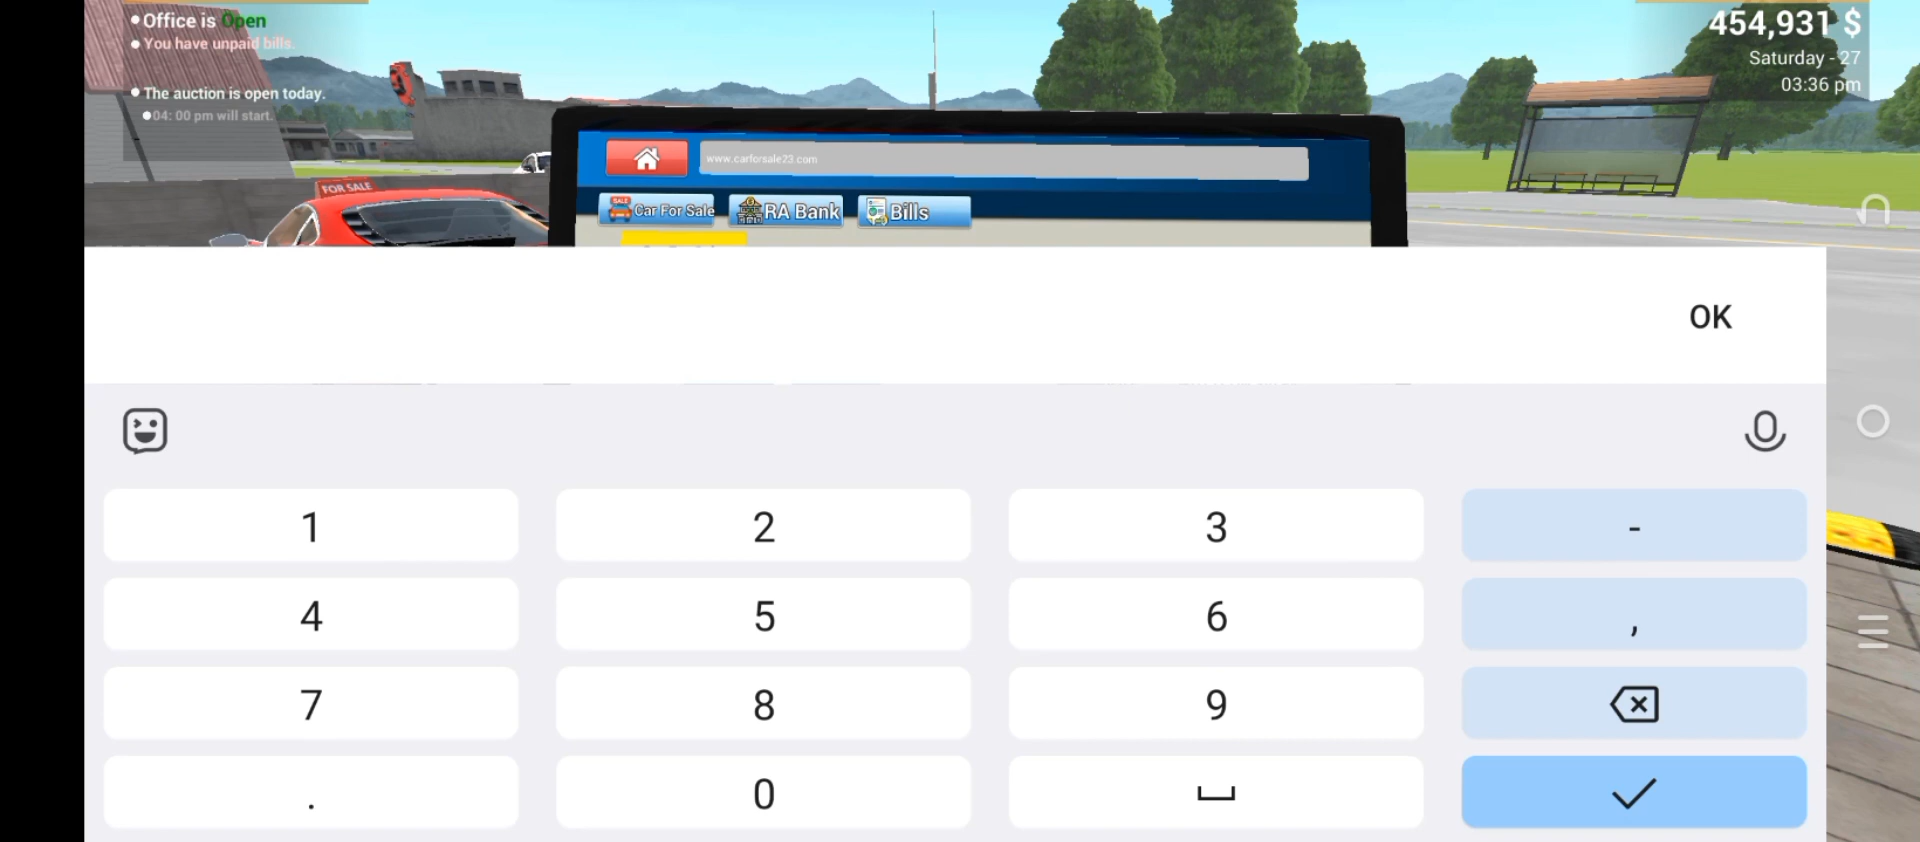 Office is Open
You have unpaid bills.
The auction is open today.
04: 00 pm will start.
454,931 $
Saturday - 27
03:36 pm
FOR SALE
www.carforsale23.com
SALE
Car For Sale
RA Bank
Bills
OK
1
2
3
-
4
5
6
,
7
8
9
.
0